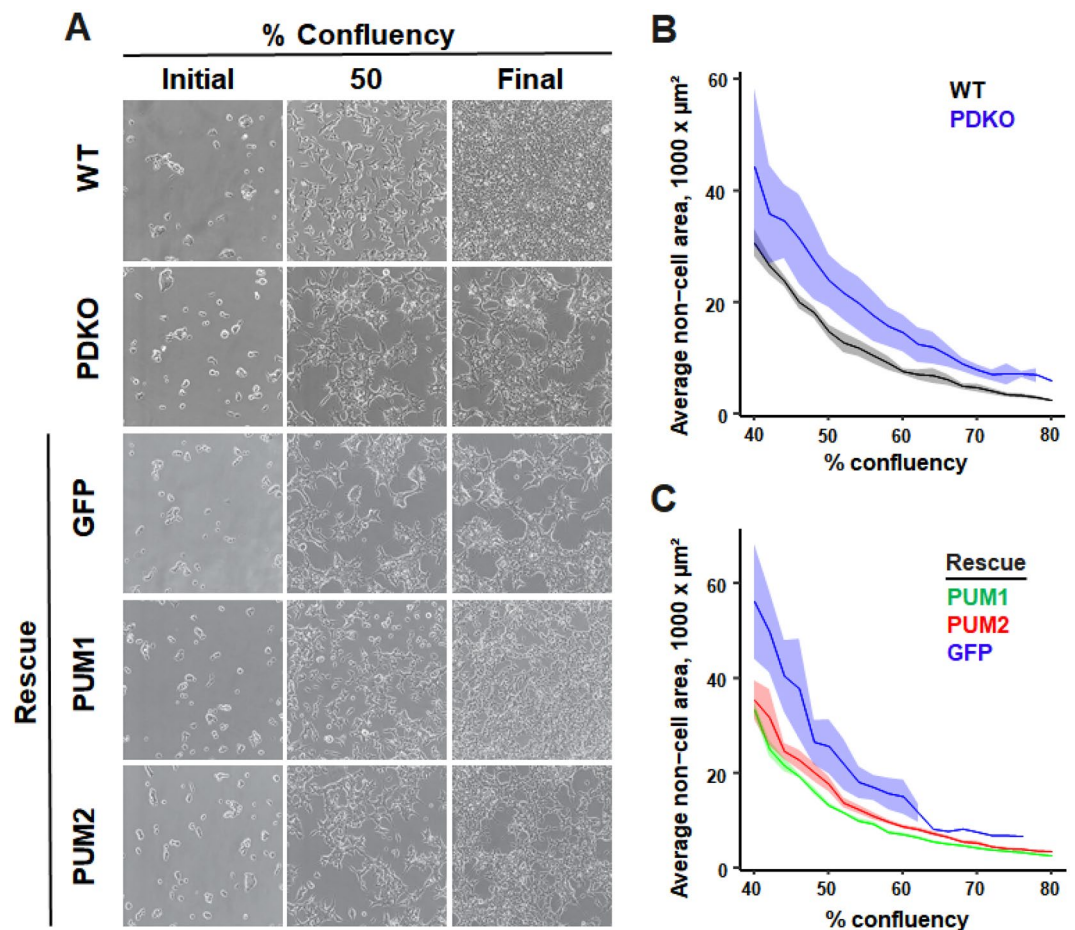 A
% Confluency
Initial 50 Final
WT
PDKO
GFP
PUM1
PUM2
Rescue
B
60
40
20
0
Average non−cell area, 1000 x µm²
WT
PDKO
40 50 60 70 80
% confluency
C
60
40
20
0
Average non−cell area, 1000 x µm²
Rescue
PUM1
PUM2
GFP
40 50 60 70 80
% confluency